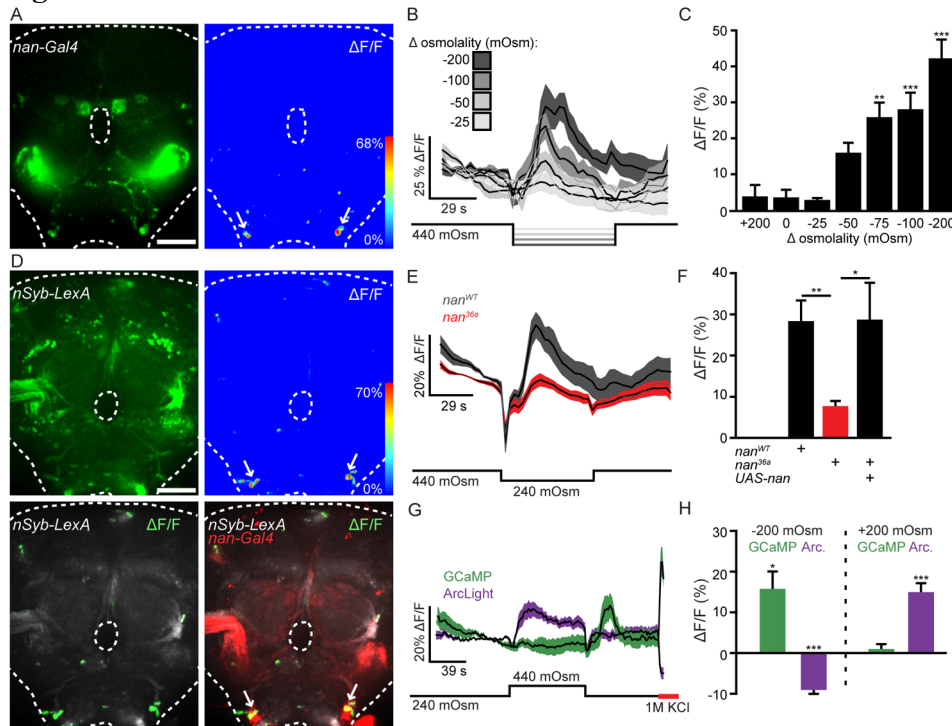 A
nan-Gal4
ΔF/F
68%
0%
B
Δ osmolality (mOsm):
-200
-100
-50
-25
25 % ΔF/F
29 s
440 mOsm
C
ΔF/F (%)
50
40
30
20
10
0
**
***
***
+200 0 -25 -50 -75 -100 -200
Δ osmolality (mOsm)
D
nSyb-LexA
ΔF/F
70%
0%
nSyb-LexA ΔF/F
nSyb-LexA ΔF/F
nan-Gal4
E
nanWT
nan36a
20% ΔF/F
29 s
440 mOsm
240 mOsm
F
ΔF/F (%)
40
30
20
10
0
**
*
nanWT +
nan36a + +
UAS-nan +
G
GCaMP
ArcLight
20% ΔF/F
39 s
440 mOsm
240 mOsm
1M KCl
H
-200 mOsm +200 mOsm
GCaMP Arc. GCaMP Arc.
ΔF/F (%)
20
10
0
-10
*
***
***